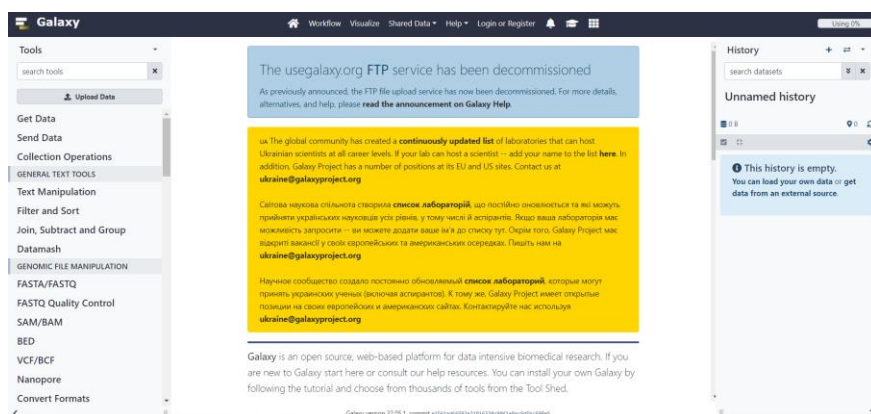 Galaxy
Workflow Visualize Shared Data Help Login or Register
Using 0%
Tools
search tools
Upload Data
Get Data
Send Data
Collection Operations
GENERAL TEXT TOOLS
Text Manipulation
Filter and Sort
Join, Subtract and Group
Datamash
GENOMIC FILE MANIPULATION
FASTA/FASTQ
FASTQ Quality Control
SAM/BAM
BED
VCF/BCF
Nanopore
Convert Formats
The usegalaxy.org FTP service has been decommissioned
As previously announced, the FTP file upload service has now been decommissioned. For more details,
alternatives, and help, please read the announcement on Galaxy Help.
UA The global community has created a continuously updated list of laboratories that can host
Ukrainian scientists at all career levels. If your lab can host a scientist -- add your name to the list here. In
addition, Galaxy Project has a number of positions at its EU and US sites. Contact us at
ukraine@galaxyproject.org
Світова наукова спільнота створила список лабораторій, що постійно оновлюється та які можуть
прийняти українських науковців усіх рівнів, у тому числі й аспірантів. Якщо ваша лабораторія має
можливість запросити -- ви можете додати ваше ім'я до списку тут. Окрім того, Galaxy Project має
відкриті вакансії у своїх європейських та американських осередках. Пишіть нам на
ukraine@galaxyproject.org
Научное сообщество создало постоянно обновляемый список лабораторий, которые могут
принять украинских ученых (включая аспирантов). К тому же, Galaxy Project имеет открытые
позиции на своих европейских и американских сайтах. Контактируйте нас используя
ukraine@galaxyproject.org
Galaxy is an open source, web-based platform for data intensive biomedical research. If you
are new to Galaxy start here or consult our help resources. You can install your own Galaxy by
following the tutorial and choose from thousands of tools from the Tool Shed.
Galaxy version 22.05.1, commit
History
search datasets
Unnamed history
0 B
0
This history is empty.
You can load your own data or get
data from an external source.